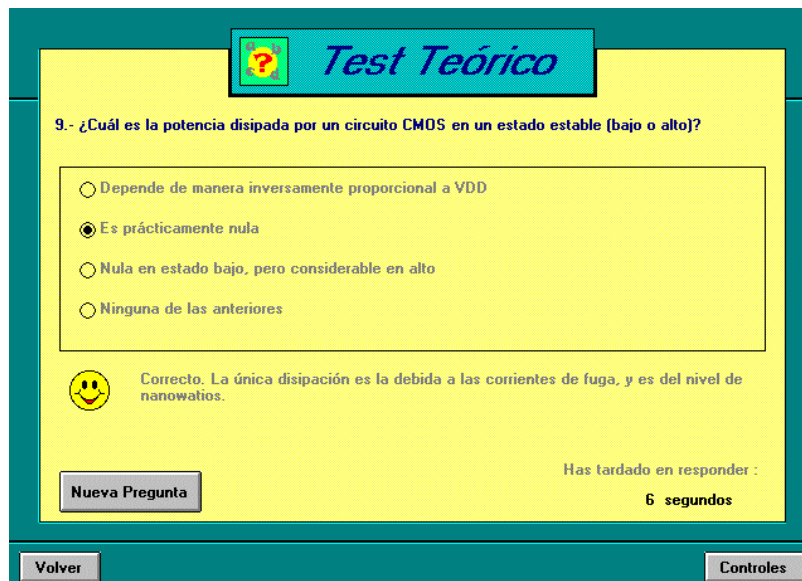 a b
?
c d
Test Teórico
9.- ¿Cuál es la potencia disipada por un circuito CMOS en un estado estable (bajo o alto)?
Depende de manera inversamente proporcional a VDD
Es prácticamente nula
Nula en estado bajo, pero considerable en alto
Ninguna de las anteriores
Correcto. La única disipación es la debida a las corrientes de fuga, y es del nivel de
nanowatios.
Has tardado en responder :
Nueva Pregunta
6 segundos
Volver
Controles